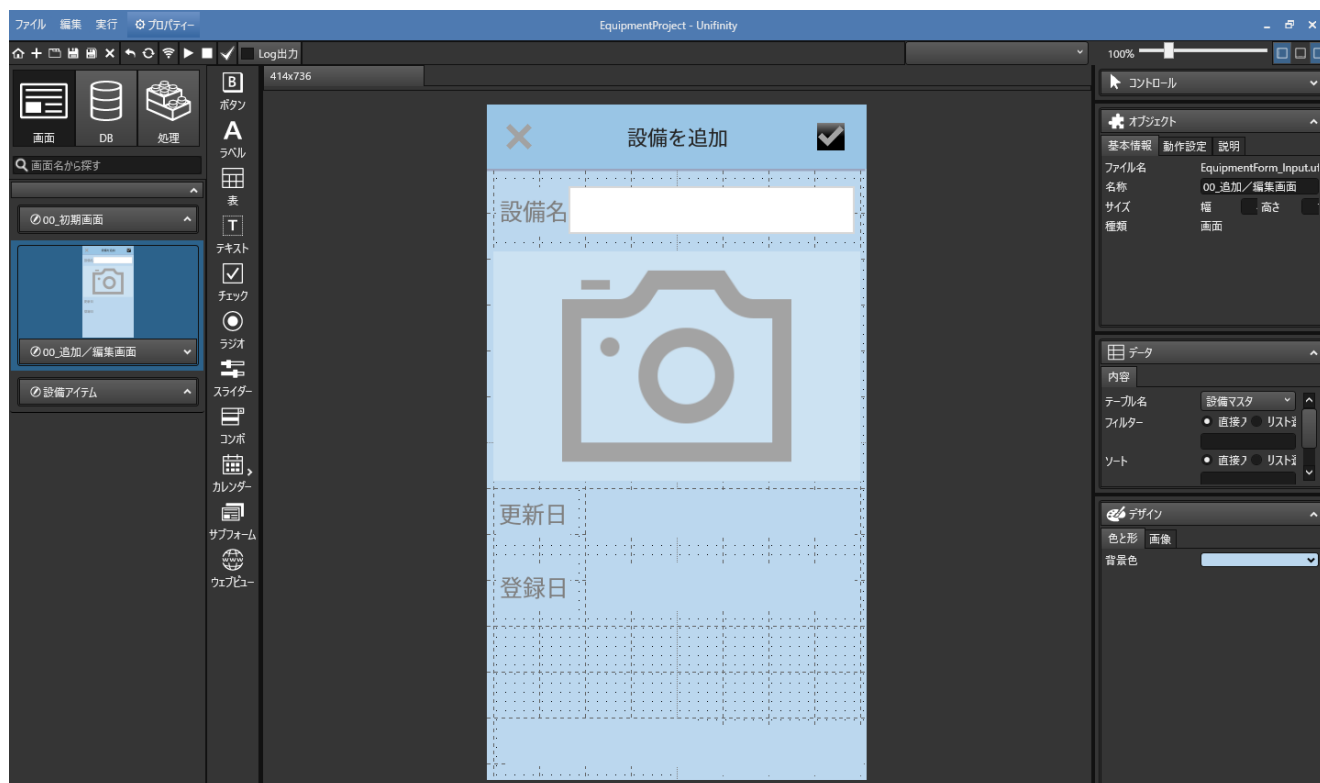 ファイル 編集 実行 プロパティー
EquipmentProject - Unifinity
Log出力
100%
画面 DB 処理
画面名から探す
00_初期画面
00_追加／編集画面
設備アイテム
B
ボタン
A
ラベル
表
T
テキスト
チェック
ラジオ
スライダー
コンボ
カレンダー
サブフォーム
www
ウェブビュー
414x736
設備を追加
設備名
更新日
登録日
コントロール
オブジェクト
基本情報 動作設定 説明
ファイル名 EquipmentForm_Input.uf
名称 00_追加／編集画面
サイズ 幅 高さ
種類 画面
データ
内容
テーブル名 設備マスタ
フィルター 直接 リスト
ソート 直接 リスト
デザイン
色と形 画像
背景色